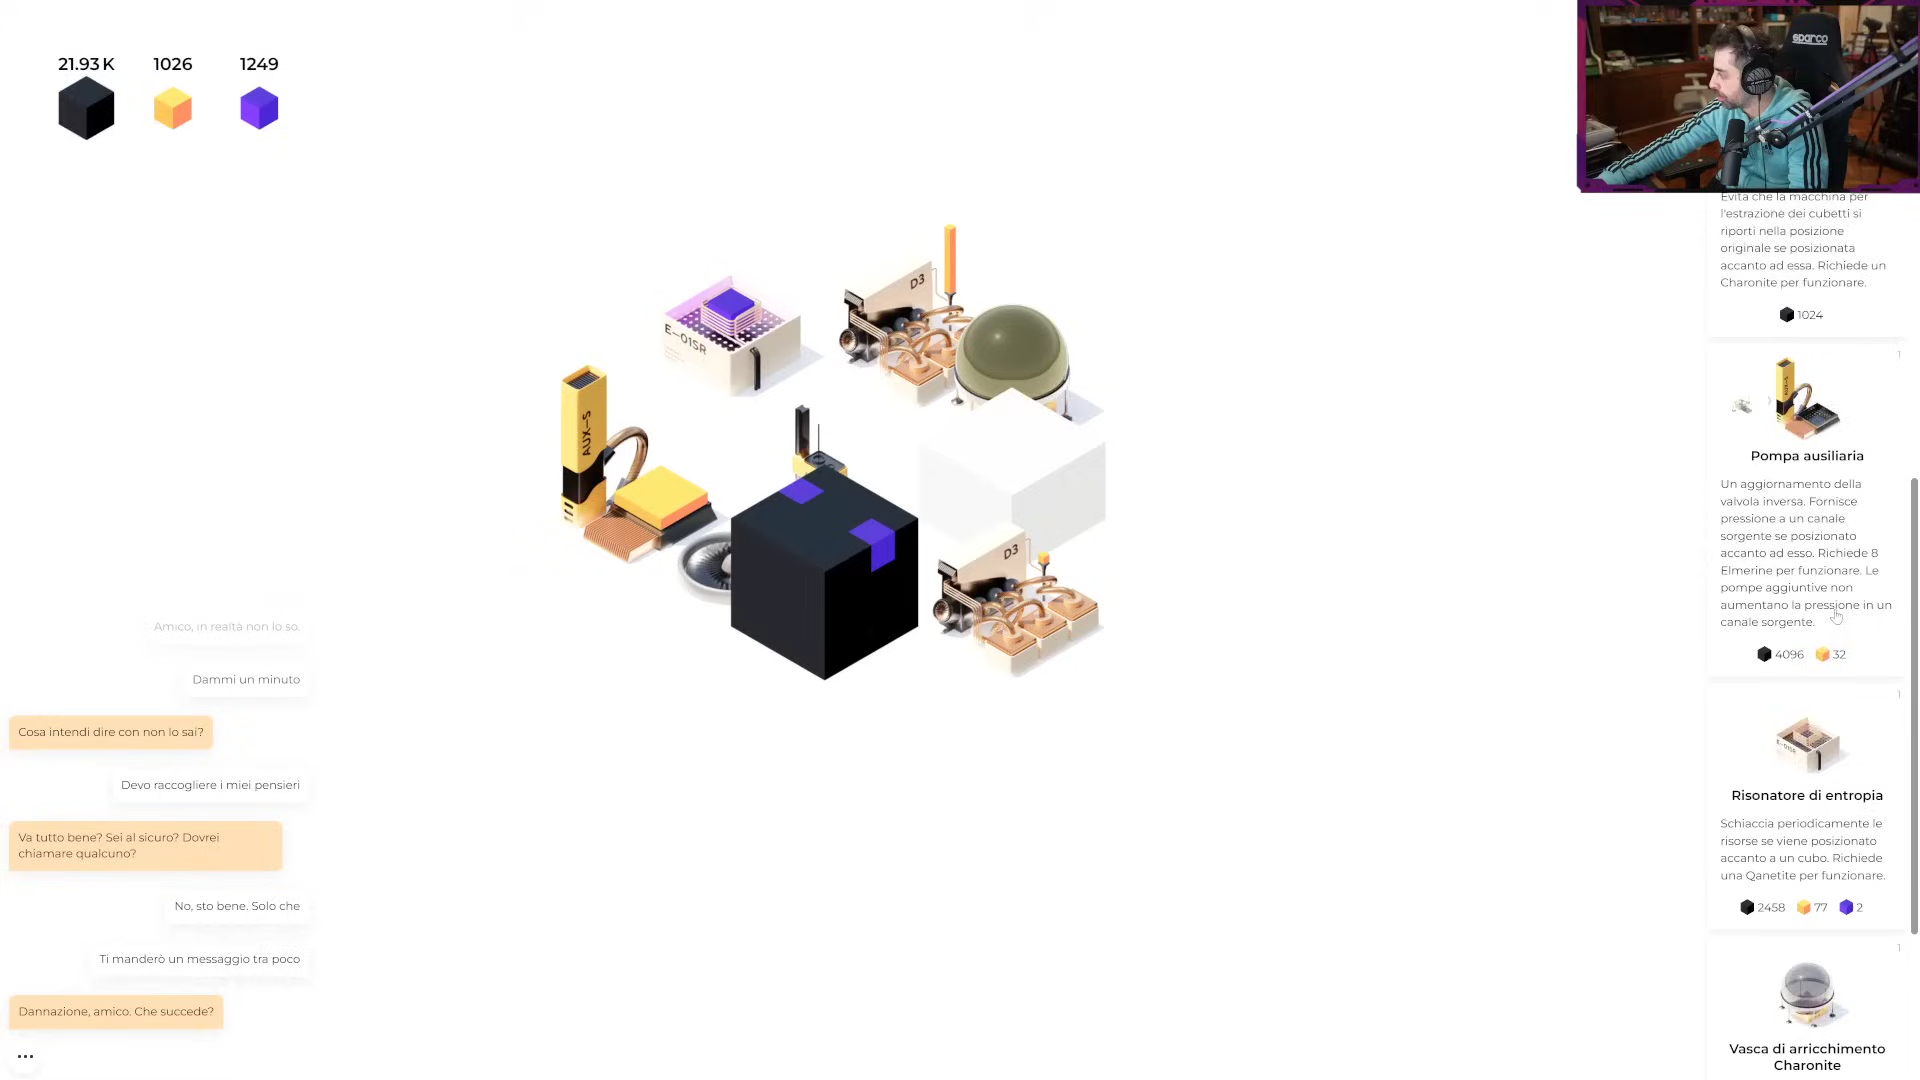 21.93 K
1026
1249
sparco
Evita che la macchina per
l'estrazione dei cubetti si
riporti nella posizione
originale se posizionata
accanto ad essa. Richiede un
Charonite per funzionare.
1024
D3
E—01SR
AUX—S
D3
1
Pompa ausiliaria
Un aggiornamento della
valvola inversa. Fornisce
pressione a un canale
sorgente se posizionato
accanto ad esso. Richiede 8
Elmerine per funzionare. Le
pompe aggiuntive non
aumentano la pressione in un
canale sorgente.
4096 32
1
Risonatore di entropia
Schiaccia periodicamente le
risorse se viene posizionato
accanto a un cubo. Richiede
una Qanetite per funzionare.
2458 77 2
1
Vasca di arricchimento
Charonite
Amico, in realtà non lo so.
Dammi un minuto
Cosa intendi dire con non lo sai?
Devo raccogliere i miei pensieri
Va tutto bene? Sei al sicuro? Dovrei
chiamare qualcuno?
No, sto bene. Solo che
Ti manderò un messaggio tra poco
Dannazione, amico. Che succede?
...